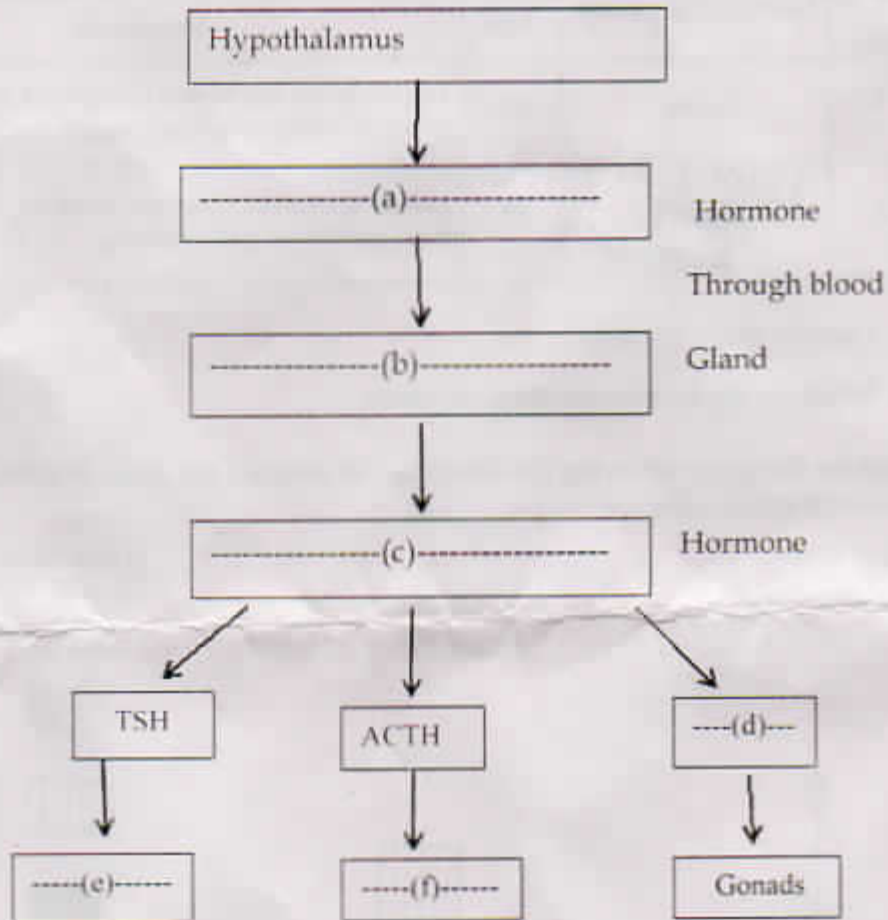 Hypothalamus
--------------------(a)----------------------
Hormone
Through blood
--------------------(b)----------------------
Gland
--------------------(c)----------------------
Hormone
TSH
ACTH
----(d)---
-----(e)------
-----(f)------
Gonads